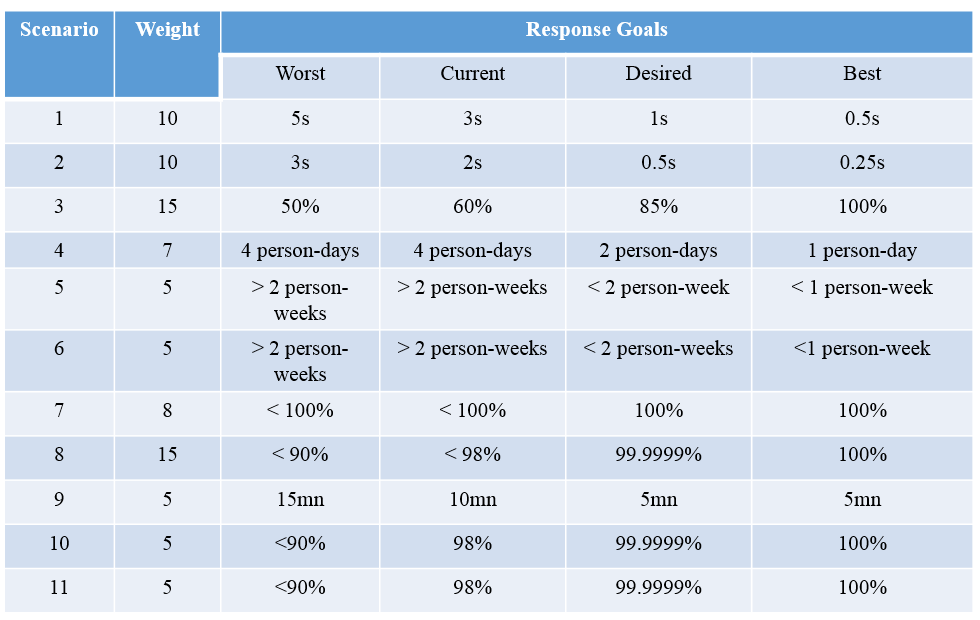 Scenario Weight Response Goals
Worst Current Desired Best
1 10 5s 3s 1s 0.5s
2 10 3s 2s 0.5s 0.25s
3 15 50% 60% 85% 100%
4 7 4 person-days 4 person-days 2 person-days 1 person-day
5 5 > 2 person-weeks > 2 person-weeks < 2 person-week < 1 person-week
6 5 > 2 person-weeks > 2 person-weeks < 2 person-weeks <1 person-week
7 8 < 100% < 100% 100% 100%
8 15 < 90% < 98% 99.9999% 100%
9 5 15mn 10mn 5mn 5mn
10 5 <90% 98% 99.9999% 100%
11 5 <90% 98% 99.9999% 100%